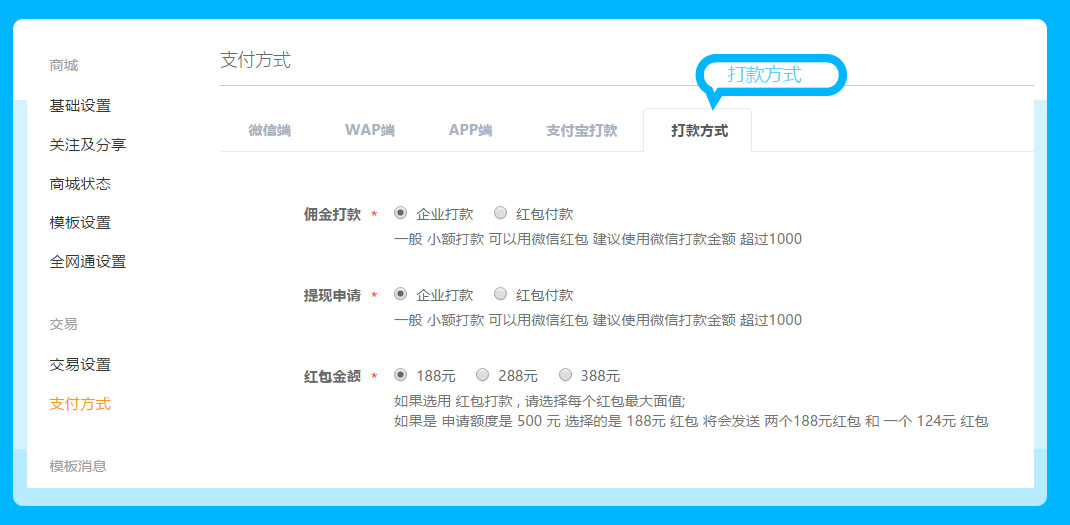 商城
基础设置
关注及分享
商城状态
模板设置
全网通设置
交易
交易设置
支付方式
模板消息
支付方式
打款方式
微信端 WAP端 APP端 支付宝打款 打款方式
佣金打款 * 企业打款 红包付款
一般 小额打款 可以用微信红包 建议使用微信打款金额 超过1000
提现申请 * 企业打款 红包付款
一般 小额打款 可以用微信红包 建议使用微信打款金额 超过1000
红包金额 * 188元 288元 388元
如果选用 红包打款 , 请选择每个红包最大面值;
如果是 申请额度是 500 元 选择的是 188元 红包 将会发送 两个188元红包 和 一个 124元 红包